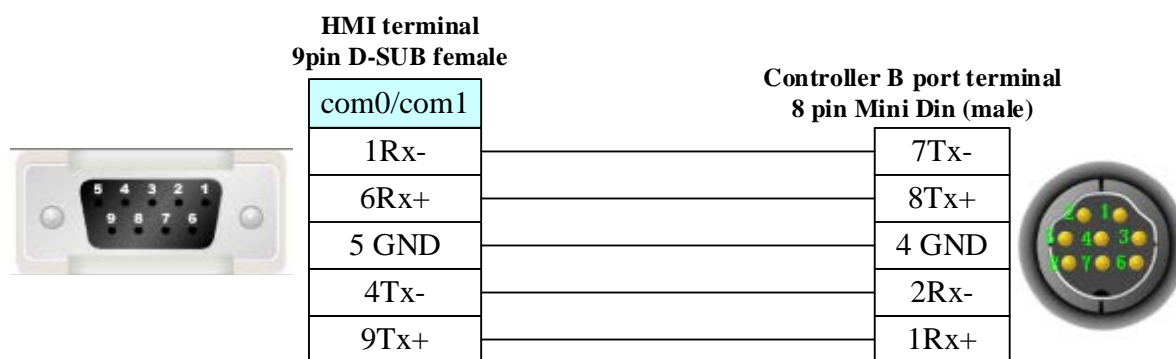 HMI terminal
9pin D-SUB female
com0/com1
1Rx-
6Rx+
5 GND
4Tx-
9Tx+
Controller B port terminal
8 pin Mini Din (male)
7Tx-
8Tx+
4 GND
2Rx-
1Rx+
5 4 3 2 1
9 8 7 6
2 1
4 3
7 6